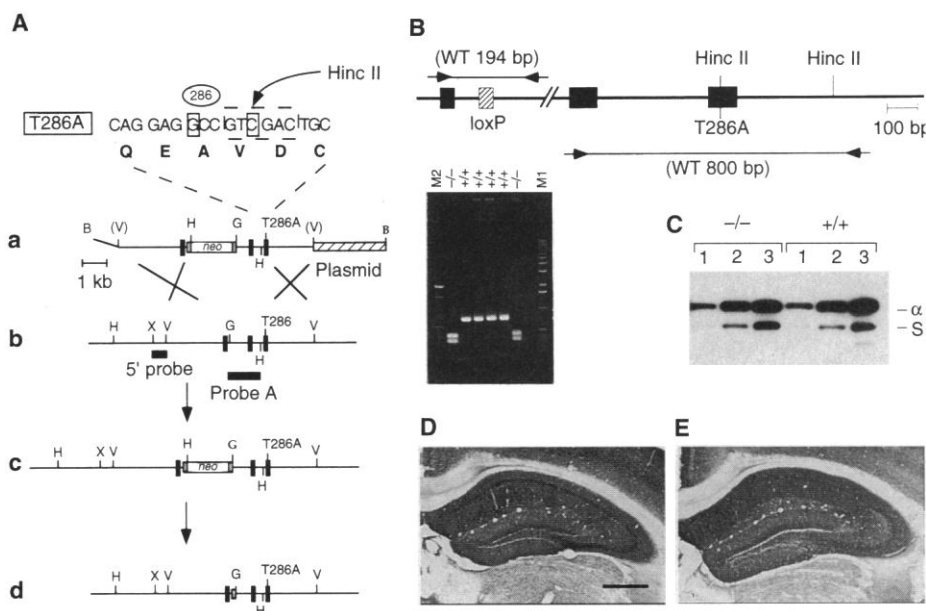 A
Hinc II
286
T286A
CAG GAG GCC GTC GAC TGC
Q E A V D C
a
B (V) H G T286A (V) B
neo
H
1 kb
Plasmid
b
H X V G T286 V
H
5' probe
Probe A
c
H X V H G T286A V
neo
H
d
H X V G T286A V
H
B
(WT 194 bp)
Hinc II
Hinc II
loxP
T286A
100 bp
(WT 800 bp)
M2 -/- +/+ +/+ +/+ +/+ -/- M1
C
-/- +/+
1 2 3 1 2 3
- α
- S
D
E